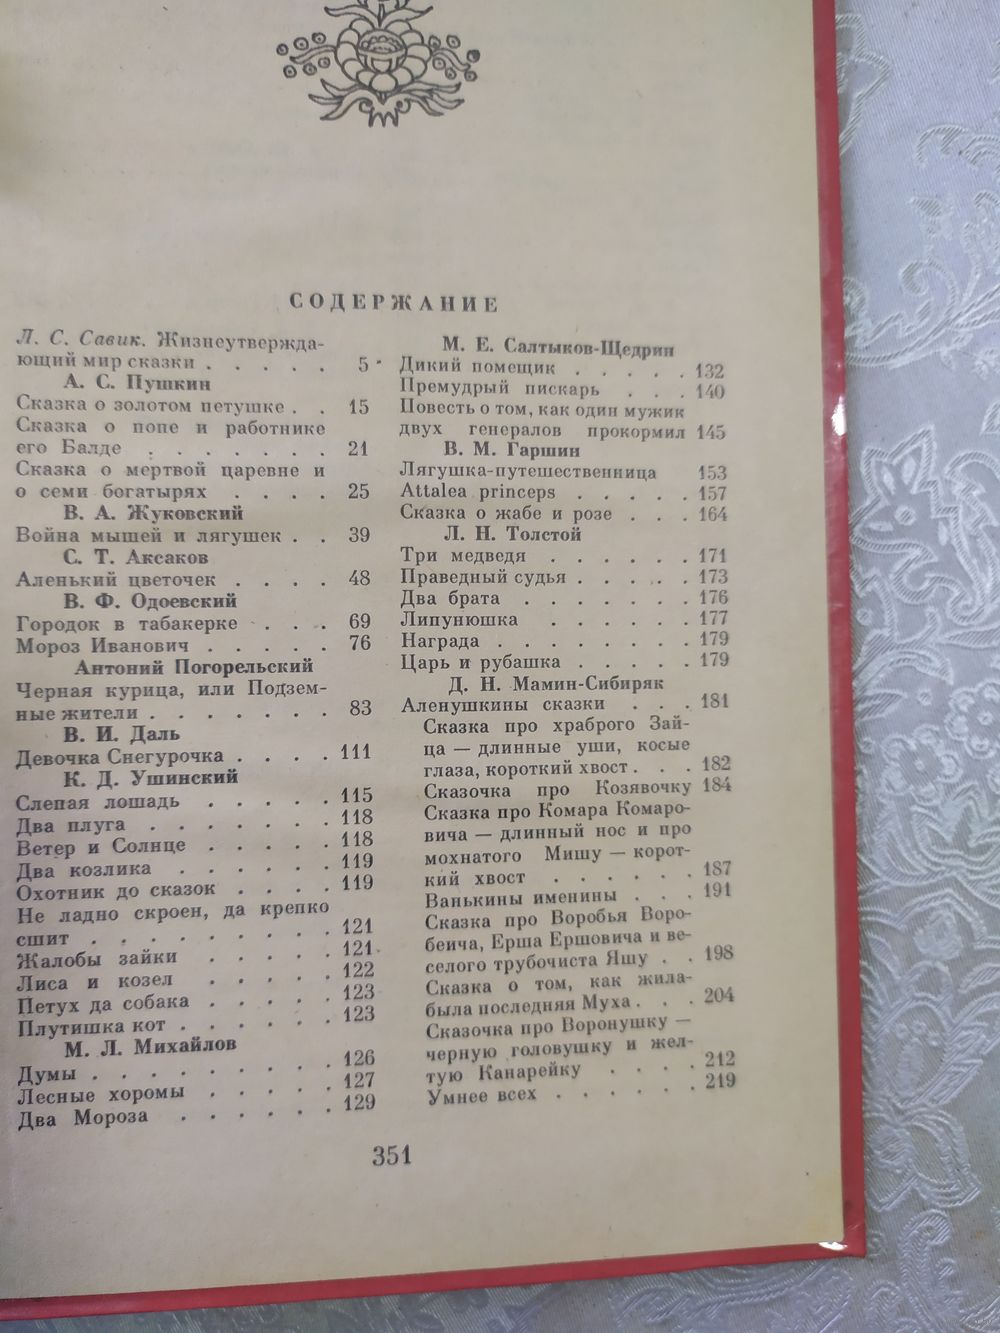 СОДЕРЖАНИЕ
Л. С. Савик. Жизнеутвержда-
ющий мир сказки . . . . . 5
А. С. Пушкин
Сказка о золотом петушке . . 15
Сказка о попе и работнике
его Балде . . . . . . . 21
Сказка о мертвой царевне и
о семи богатырях . . . . 25
В. А. Жуковский
Война мышей и лягушек . . 39
С. Т. Аксаков
Аленький цветочек . . . . 48
В. Ф. Одоевский
Городок в табакерке . . . 69
Мороз Иванович . . . . . 76
Антоний Погорельский
Черная курица, или Подзем-
ные жители . . . . . . . 83
В. И. Даль
Девочка Снегурочка . . . . 111
К. Д. Ушинский
Слепая лошадь . . . . . 115
Два плуга . . . . . . . 118
Ветер и Солнце . . . . . 118
Два козлика . . . . . . 119
Охотник до сказок . . . . 119
Не ладно скроен, да крепко
сшит . . . . . . . . . 121
Жалобы зайки . . . . . 121
Лиса и козел . . . . . 122
Петух да собака . . . . . 123
Плутишка кот . . . . . . 123
М. Л. Михайлов
Думы . . . . . . . . . 126
Лесные хоромы . . . . . 127
Два Мороза . . . . . . 129
М. Е. Салтыков-Щедрин
Дикий помещик . . . . . 132
Премудрый пискарь . . . 140
Повесть о том, как один мужик
двух генералов прокормил 145
В. М. Гаршин
Лягушка-путешественница 153
Attalea princeps . . . . . 157
Сказка о жабе и розе . . . 164
Л. Н. Толстой
Три медведя . . . . . . 171
Праведный судья . . . . . 173
Два брата . . . . . . . 176
Липунюшка . . . . . . 177
Награда . . . . . . . . 179
Царь и рубашка . . . . . 179
Д. Н. Мамин-Сибиряк
Аленушкины сказки . . . 181
Сказка про храброго Зай-
ца — длинные уши, косые
глаза, короткий хвост . . . 182
Сказочка про Козявочку 184
Сказка про Комара Комаро-
вича — длинный нос и про
мохнатого Мишу — корот-
кий хвост . . . . . . 187
Ванькины именины . . . 191
Сказка про Воробья Воро-
беича, Ерша Ершовича и ве-
селого трубочиста Яшу . . 198
Сказка о том, как жила-
была последняя Муха . . . 204
Сказочка про Воронушку —
черную головушку и жел-
тую Канарейку . . . . 212
Умнее всех . . . . . . 219
351